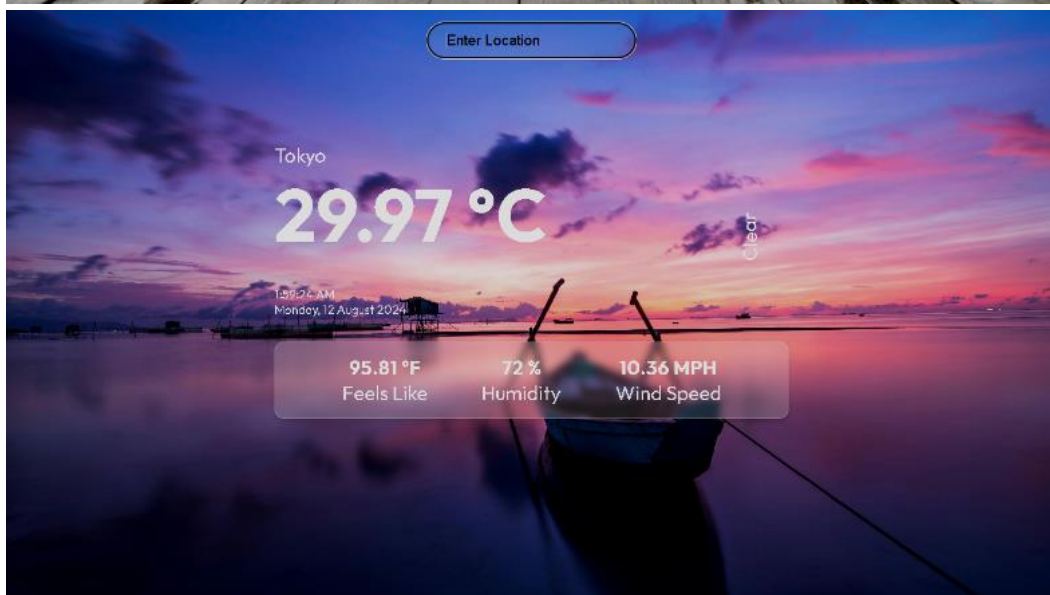 Enter Location
Tokyo
29.97 °C
Clear
1:59:24 AM
Monday, 12 August 2024
95.81 °F 72 % 10.36 MPH
Feels Like Humidity Wind Speed